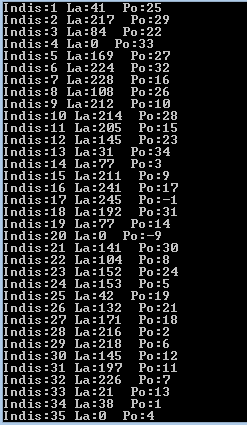 Indis:1 La:41  Po:25
Indis:2 La:217  Po:29
Indis:3 La:84  Po:22
Indis:4 La:0  Po:33
Indis:5 La:169  Po:27
Indis:6 La:224  Po:32
Indis:7 La:228  Po:16
Indis:8 La:108  Po:26
Indis:9 La:212  Po:10
Indis:10 La:214  Po:28
Indis:11 La:205  Po:15
Indis:12 La:145  Po:23
Indis:13 La:31  Po:34
Indis:14 La:77  Po:3
Indis:15 La:211  Po:9
Indis:16 La:241  Po:17
Indis:17 La:245  Po:-1
Indis:18 La:192  Po:31
Indis:19 La:77  Po:14
Indis:20 La:0  Po:-9
Indis:21 La:141  Po:30
Indis:22 La:104  Po:8
Indis:23 La:152  Po:24
Indis:24 La:153  Po:5
Indis:25 La:42  Po:19
Indis:26 La:132  Po:21
Indis:27 La:171  Po:18
Indis:28 La:216  Po:2
Indis:29 La:218  Po:6
Indis:30 La:145  Po:12
Indis:31 La:197  Po:11
Indis:32 La:226  Po:7
Indis:33 La:21  Po:13
Indis:34 La:38  Po:1
Indis:35 La:0  Po:4